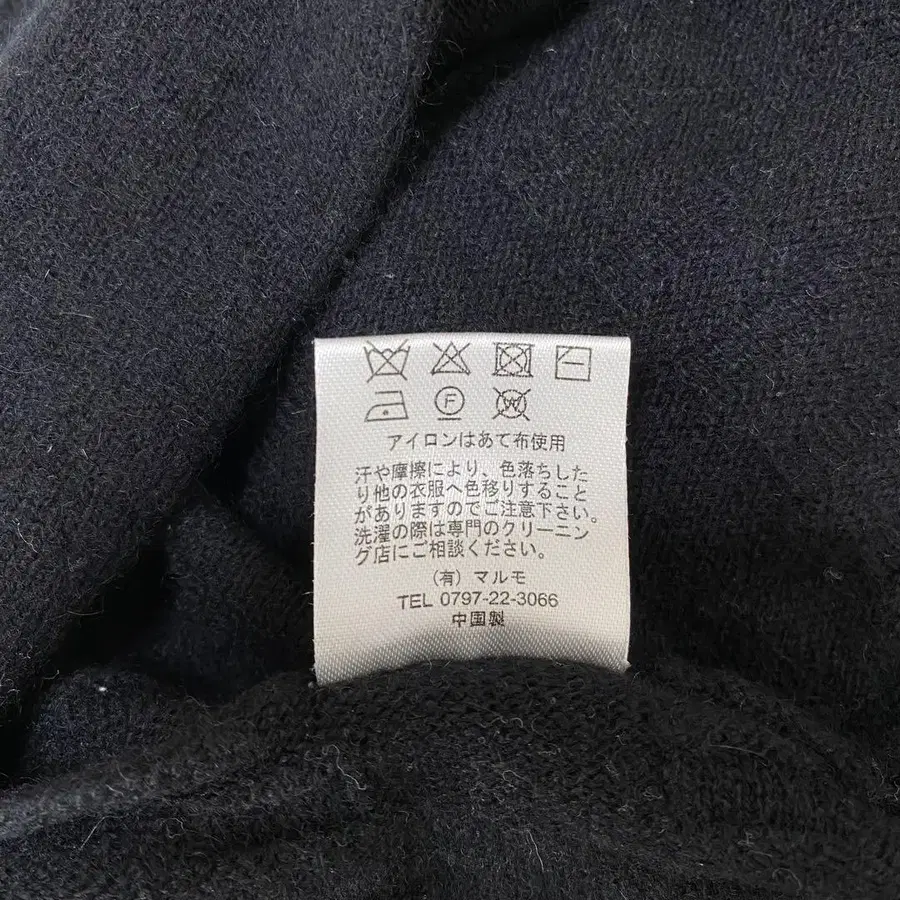 F
W
アイロンはあて布使用
汗や摩擦により、色落ちした
り他の衣服へ色移りすること
がありますのでご注意下さい。
洗濯の際は専門のクリーニン
グ店にご相談ください。
(有) マルモ
TEL 0797-22-3066
中国製